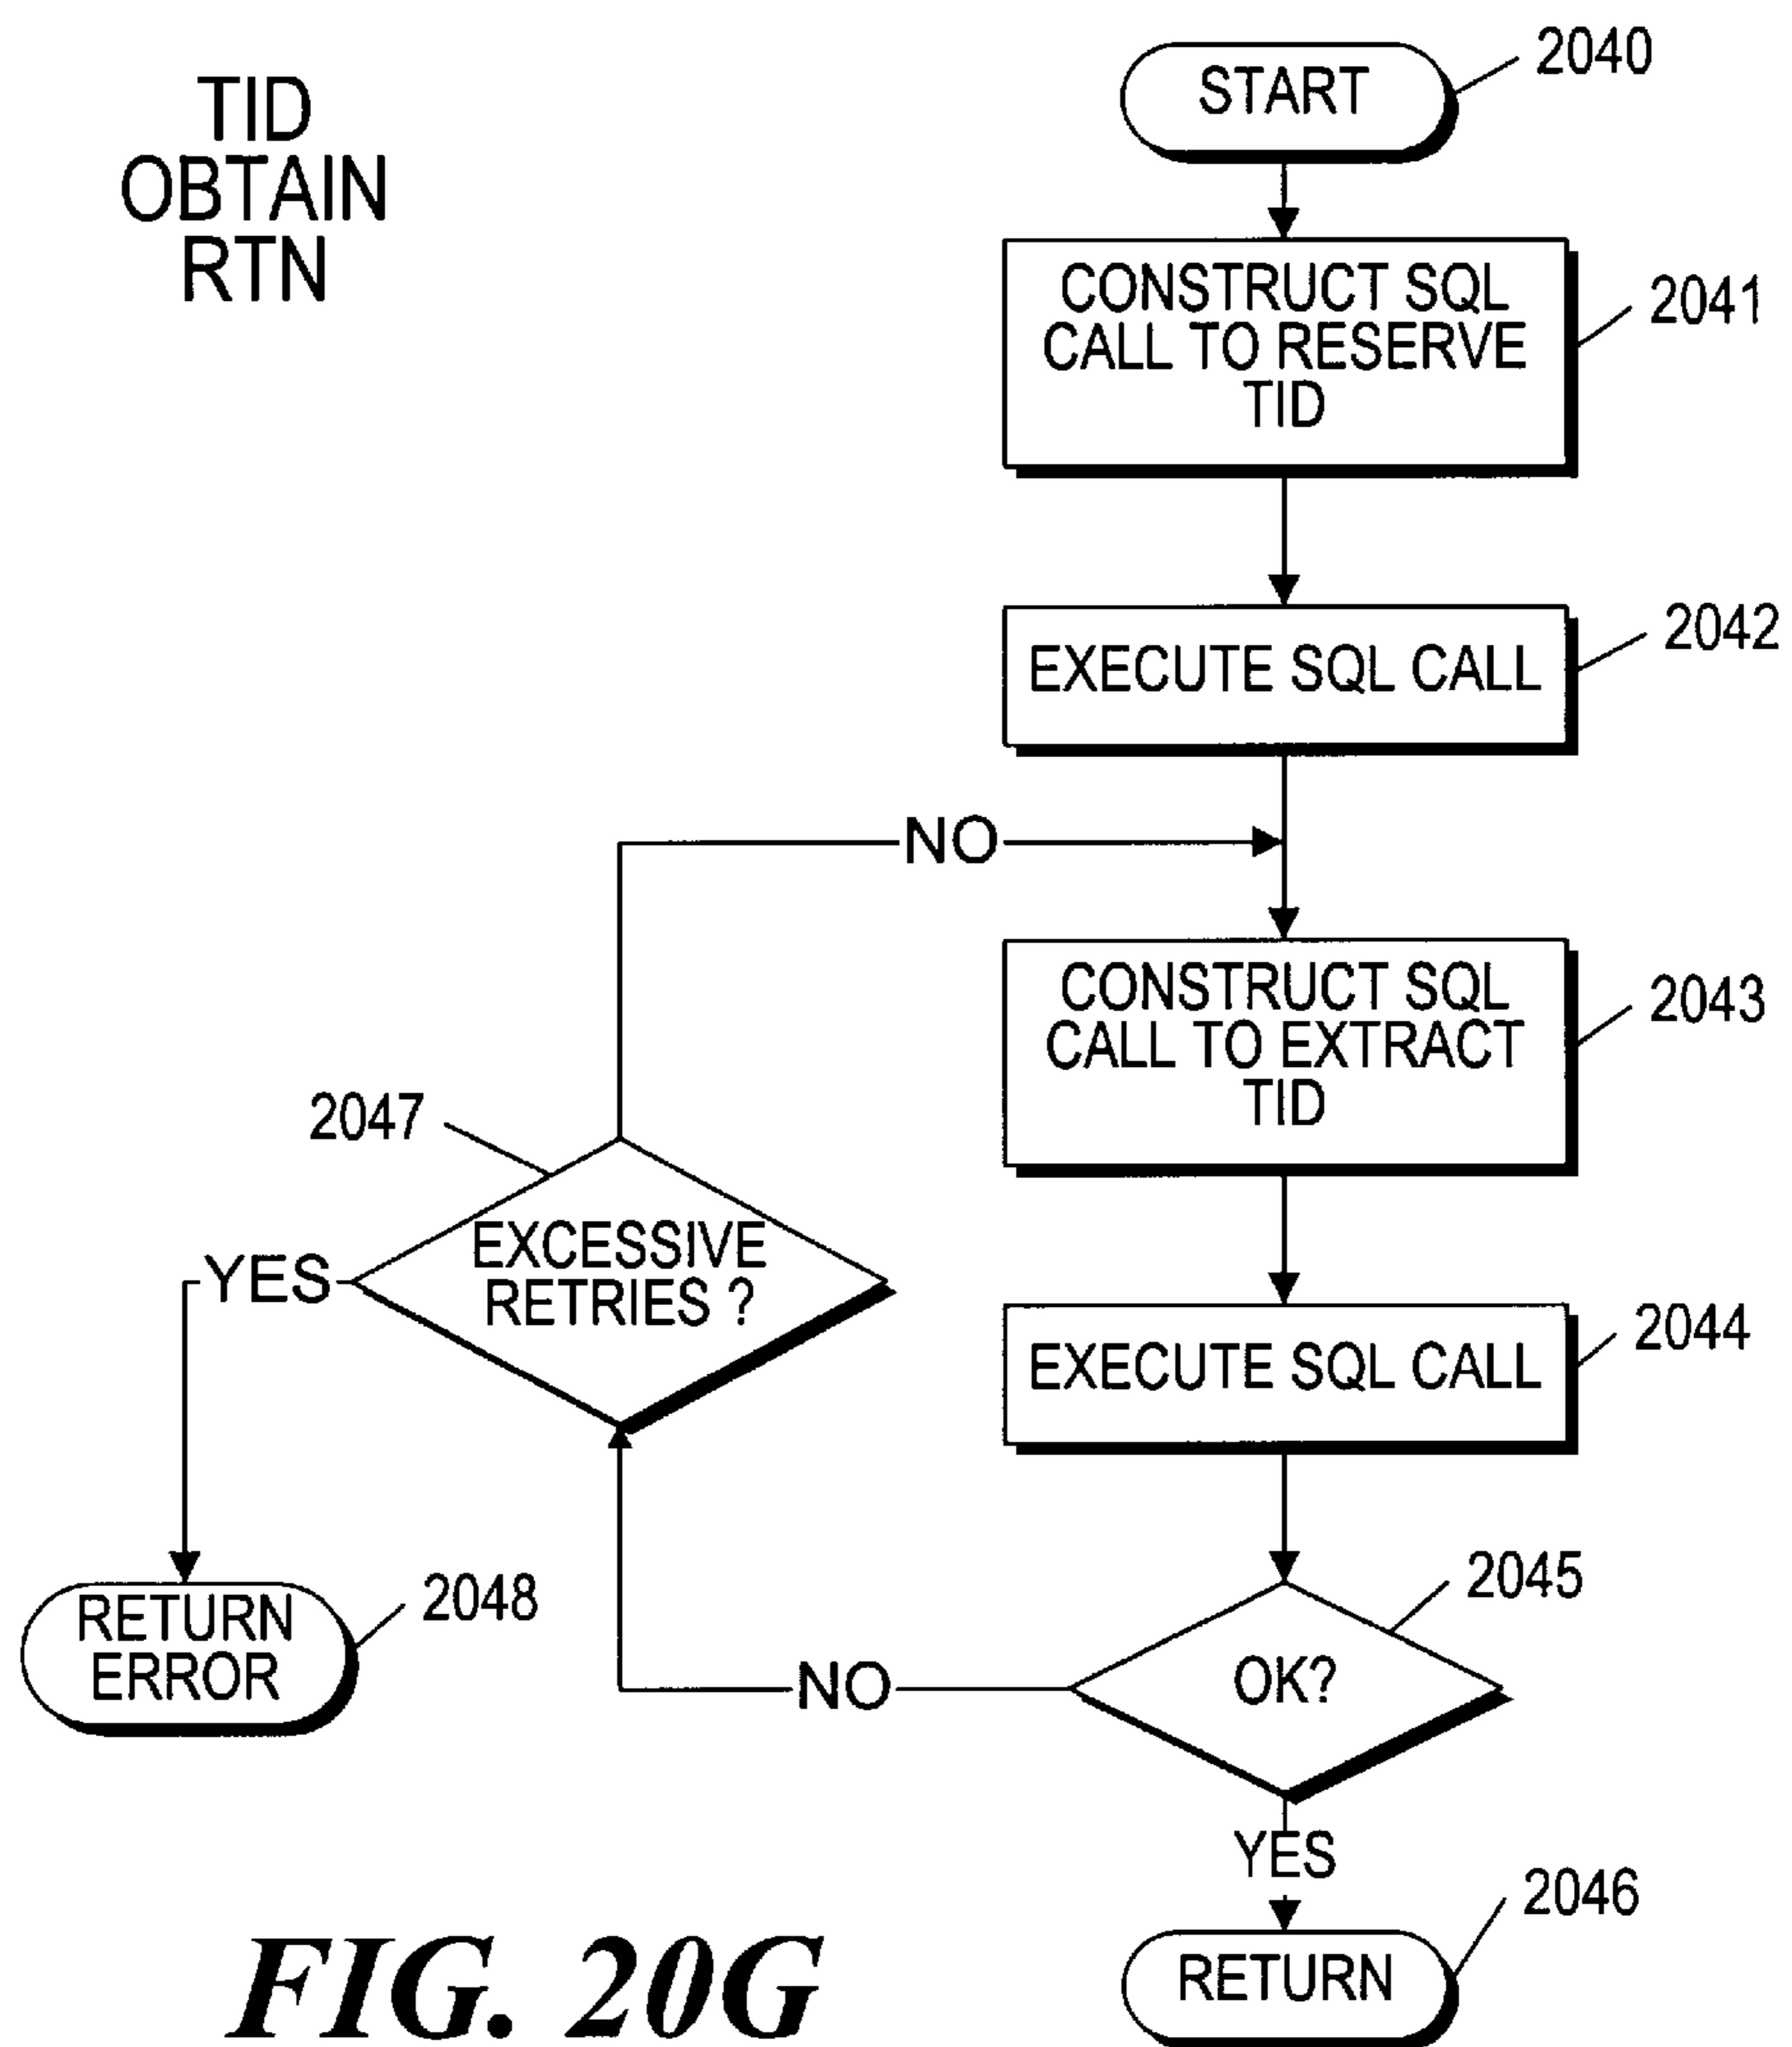 TID
OBTAIN
RTN
START
2040
CONSTRUCT SQL
CALL TO RESERVE
TID
2041
EXECUTE SQL CALL
2042
NO
CONSTRUCT SQL
CALL TO EXTRACT
TID
2043
2047
EXCESSIVE
RETRIES ?
YES
EXECUTE SQL CALL
2044
RETURN
ERROR
2048
NO
OK?
2045
YES
RETURN
2046
FIG. 20G